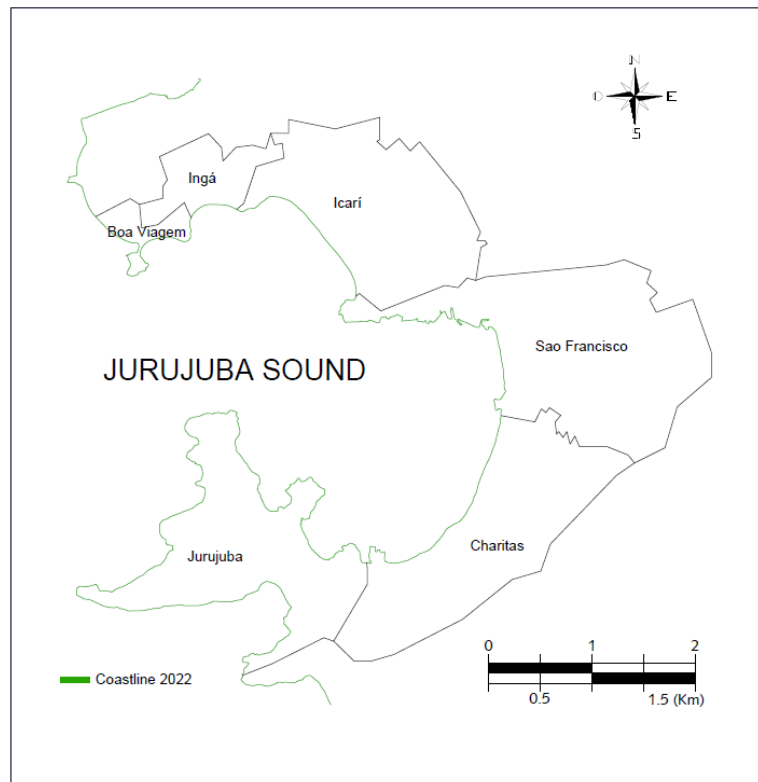 N
O
E
S
Ingá
Icarí
Boa Viagem
Sao Francisco
JURUJUBA SOUND
Charitas
Jurujuba
0 1 2
Coastline 2022
0.5 1.5 (Km)